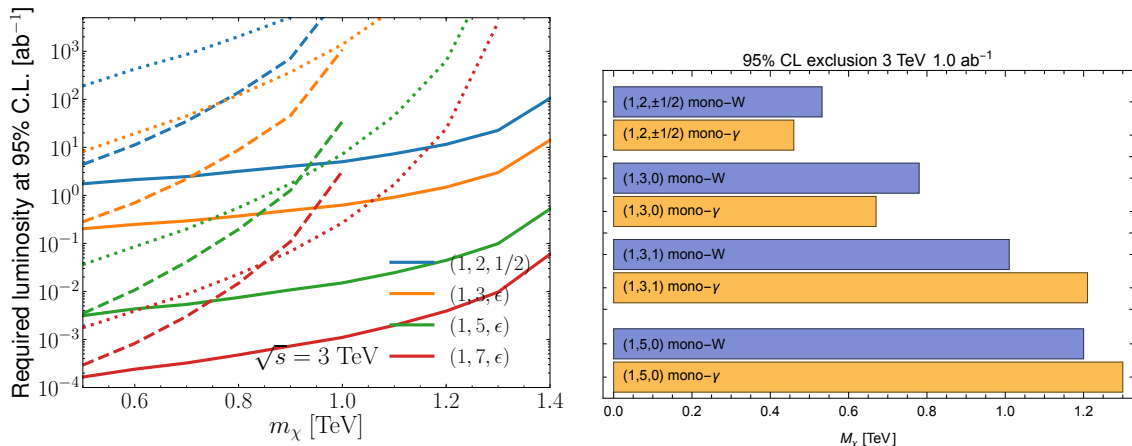 Required luminosity at 95% C.L. [ab⁻¹]
10³
10²
10¹
10⁰
10⁻¹
10⁻²
10⁻³
10⁻⁴
(1, 2, 1/2)
(1, 3, ϵ)
(1, 5, ϵ)
(1, 7, ϵ)
√s = 3 TeV
0.6 0.8 1.0 1.2 1.4
m_χ [TeV]
95% CL exclusion 3 TeV 1.0 ab⁻¹
(1,2,±1/2) mono−W
(1,2,±1/2) mono−γ
(1,3,0) mono−W
(1,3,0) mono−γ
(1,3,1) mono−W
(1,3,1) mono−γ
(1,5,0) mono−W
(1,5,0) mono−γ
0.0 0.2 0.4 0.6 0.8 1.0 1.2
M_χ [TeV]